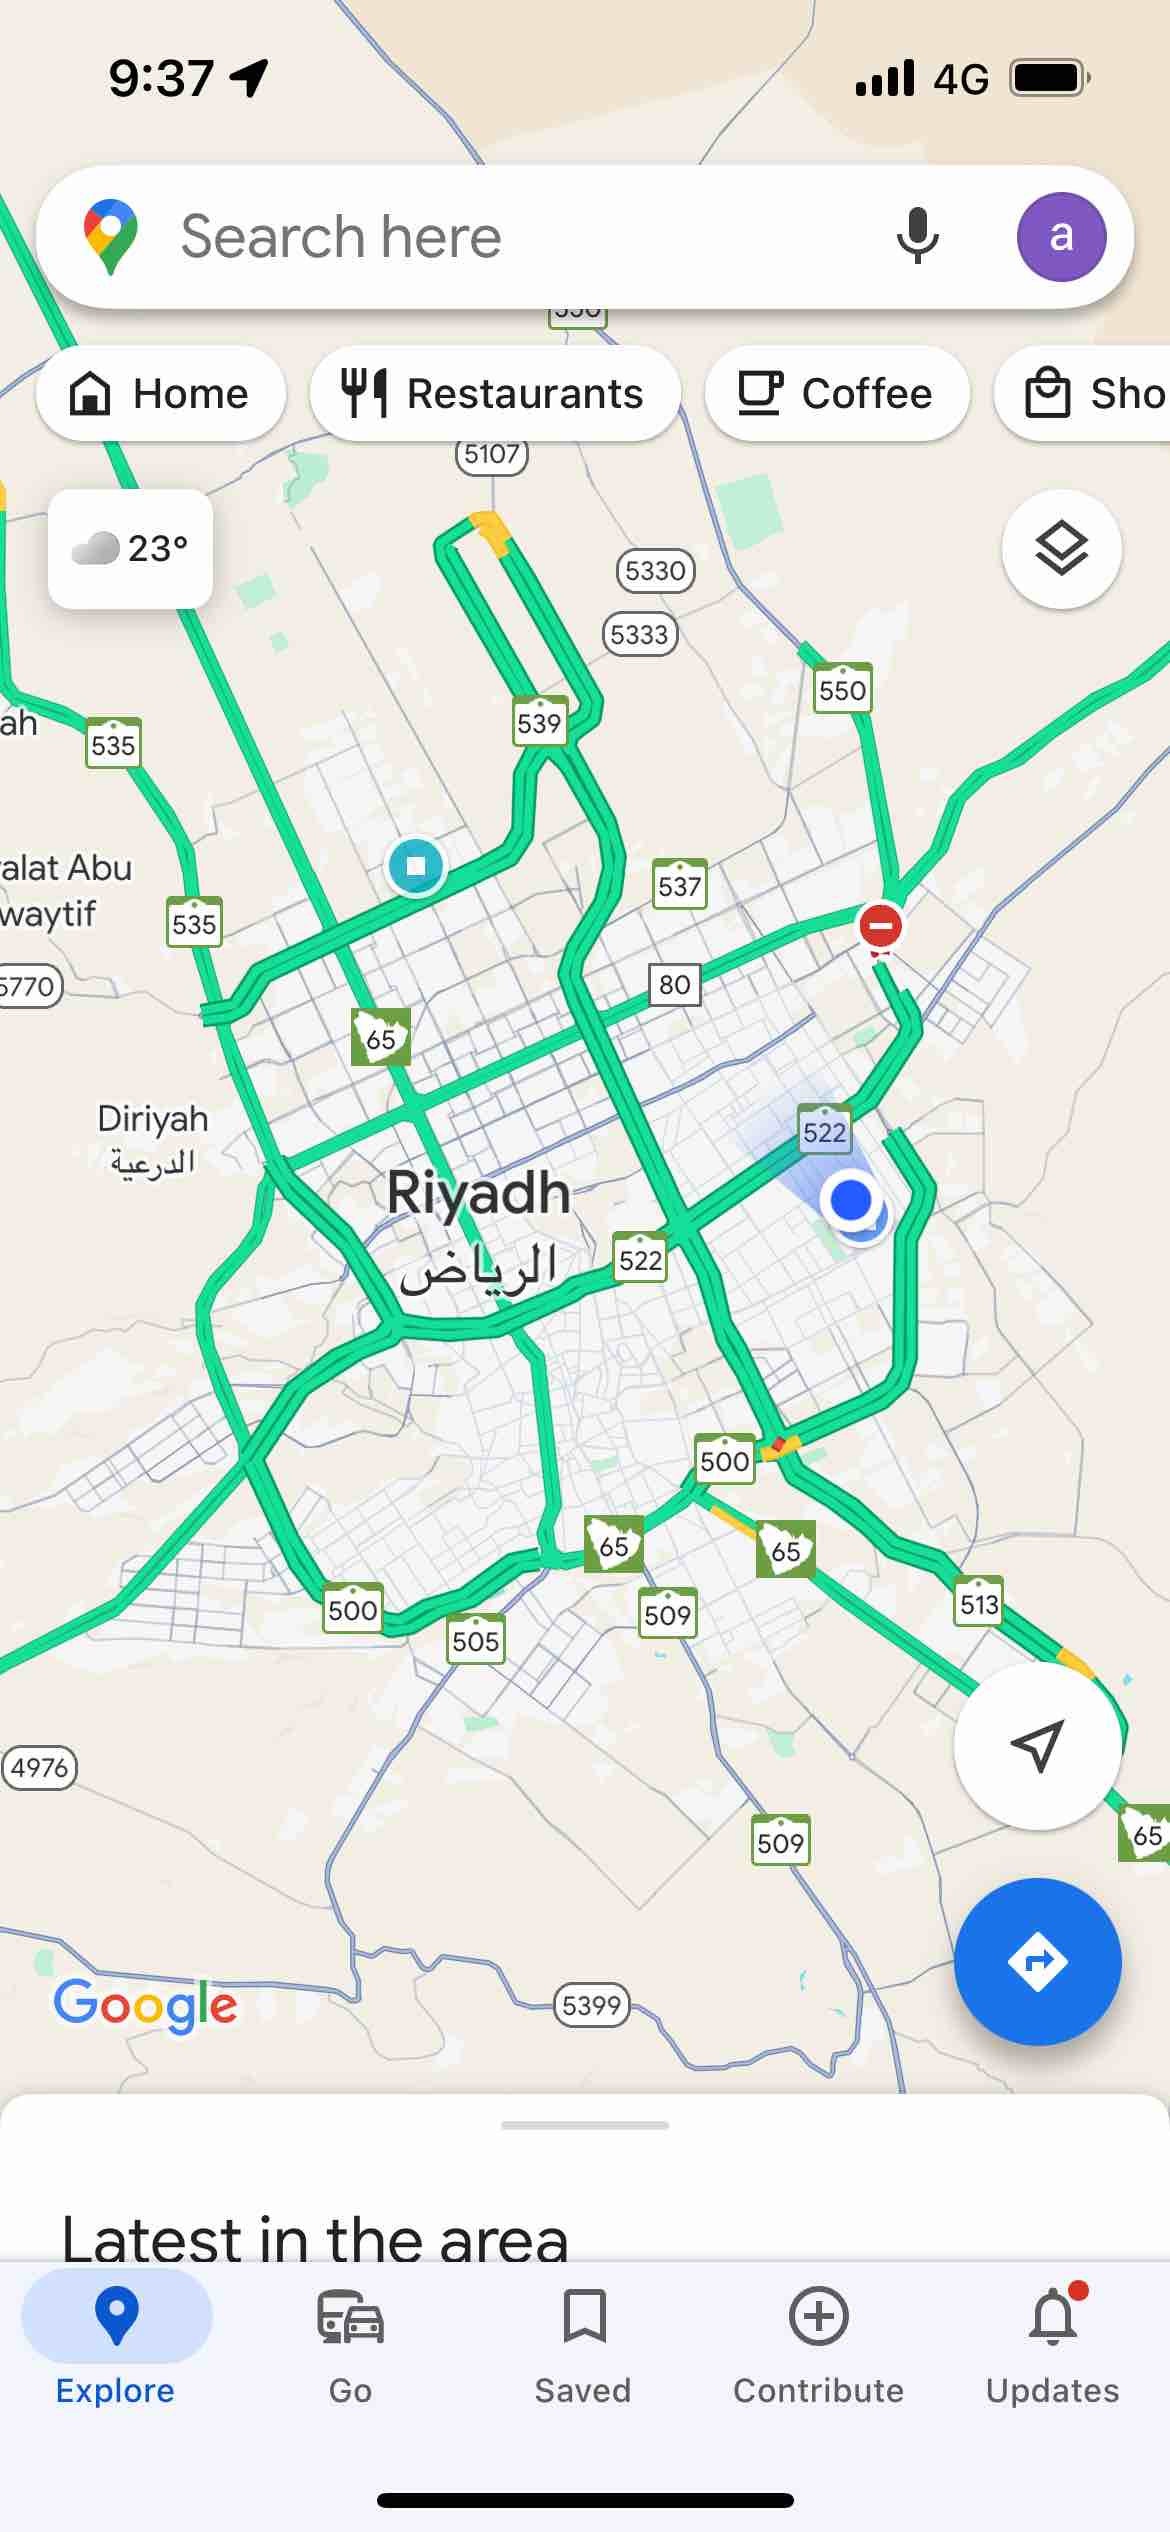 9:37
4G
Search here
a
550
Home
Restaurants
Coffee
Sho
5107
23°
5330
5333
550
539
ah
535
alat Abu
waytif
537
535
5770
80
65
Diriyah
الدرعية
522
Riyadh
الرياض
522
500
65
65
500
513
509
505
4976
65
509
Google
5399
Latest in the area
Explore
Go
Saved
Contribute
Updates